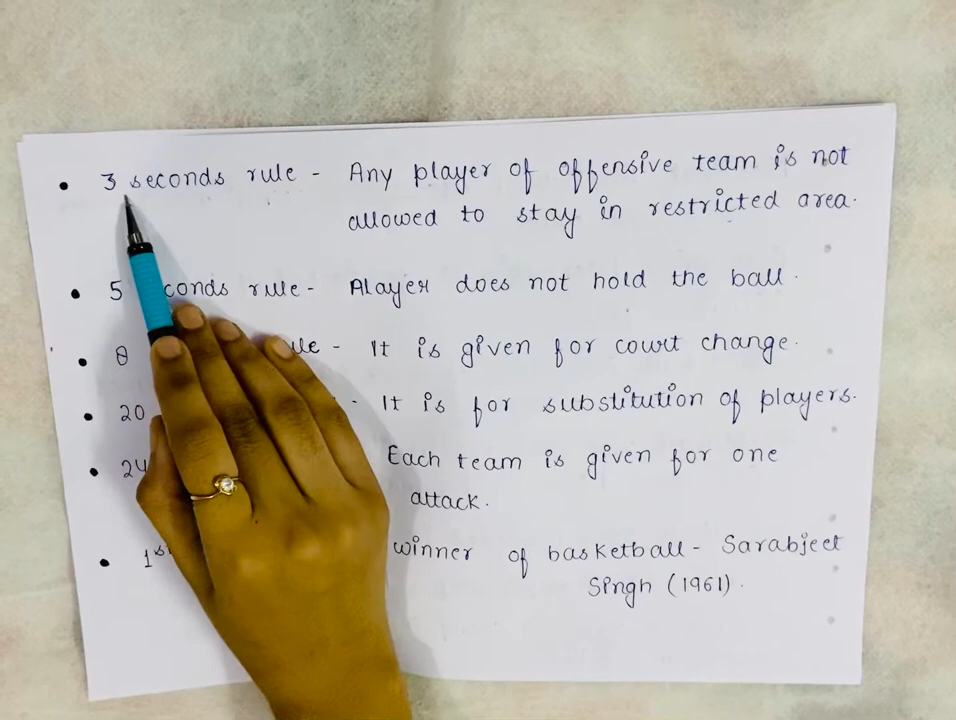 3 seconds rule - Any player of offensive team is not
allowed to stay in restricted area.
5 conds rule - Alayer does not hold the ball.
8 ule - It is given for court change.
20 - It is for substitution of players.
24 Each team is given for one
attack.
1st winner of basketball - Sarabjeet
Singh (1961).